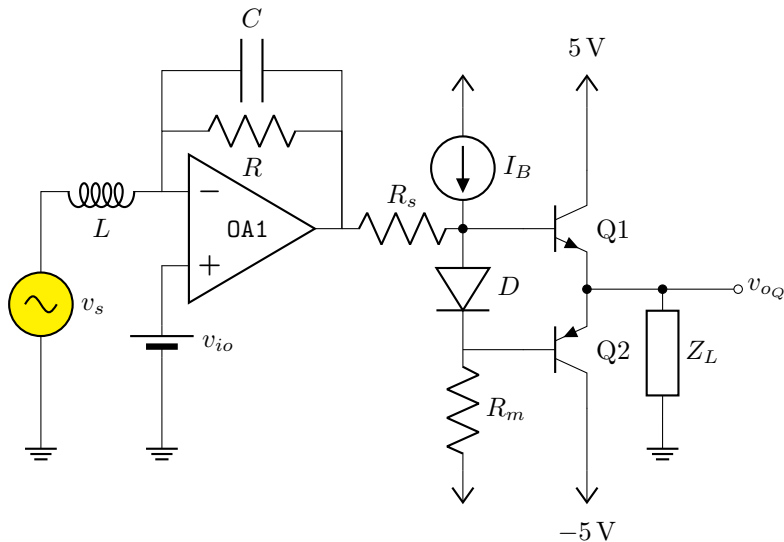 C
5 V
R
I_B
R_s
L
−
OA1
Q1
+
D
v_{o_Q}
v_s
v_{io}
Q2
Z_L
R_m
−5 V